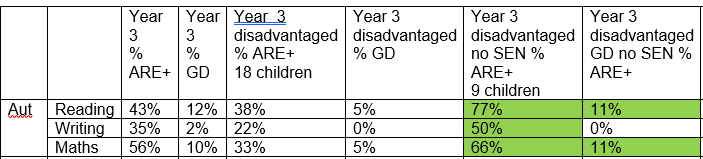 Year 3 % ARE+
Year 3 % GD
Year 3 disadvantaged % ARE+ 18 children
Year 3 disadvantaged % GD
Year 3 disadvantaged no SEN % ARE+ 9 children
Year 3 disadvantaged GD no SEN % ARE+
Aut Reading 43% 12% 38% 5% 77% 11%
Writing 35% 2% 22% 0% 50% 0%
Maths 56% 10% 33% 5% 66% 11%